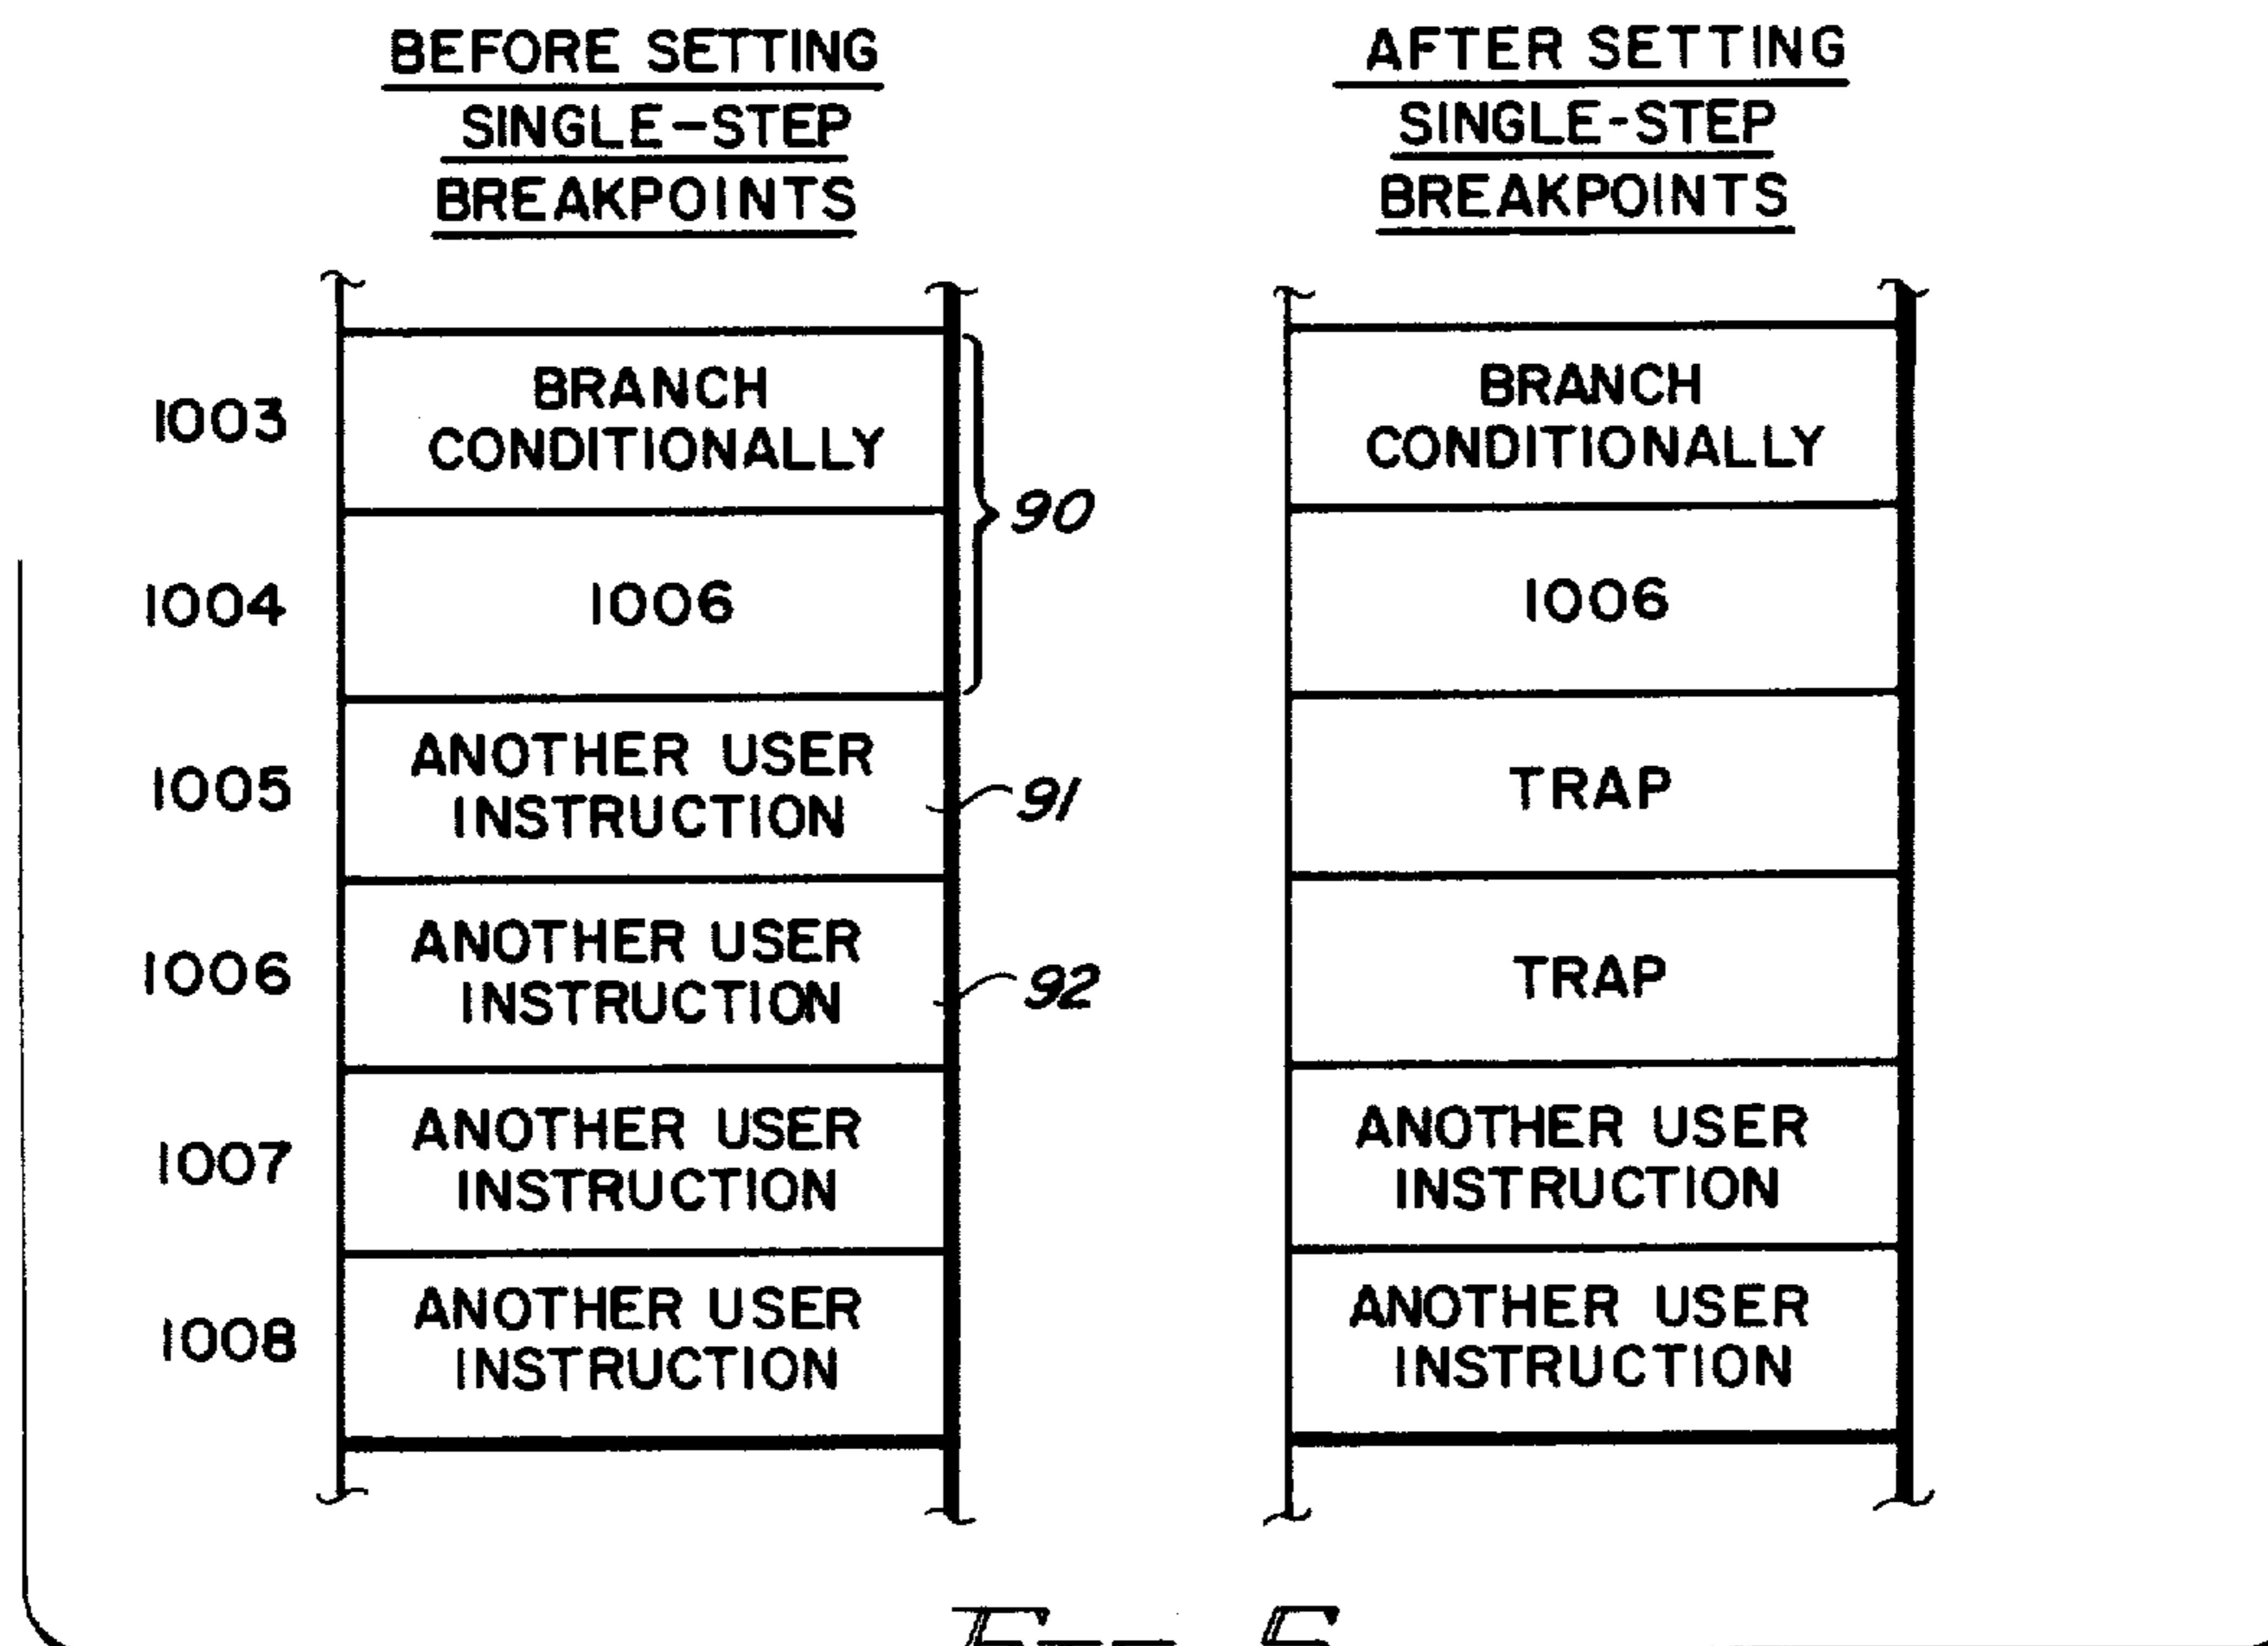 BEFORE SETTING
SINGLE-STEP
BREAKPOINTS
AFTER SETTING
SINGLE-STEP
BREAKPOINTS
1003
BRANCH
CONDITIONALLY
90
BRANCH
CONDITIONALLY
1004
1006
1006
1005
ANOTHER USER
INSTRUCTION
91
TRAP
1006
ANOTHER USER
INSTRUCTION
92
TRAP
1007
ANOTHER USER
INSTRUCTION
ANOTHER USER
INSTRUCTION
1008
ANOTHER USER
INSTRUCTION
ANOTHER USER
INSTRUCTION